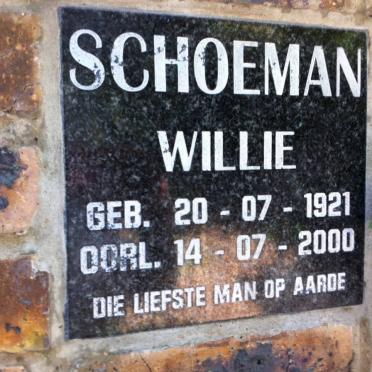 SCHOEMAN
WILLIE
GEB. 20 - 07 - 1921
OORL. 14 - 07 - 2000
DIE LIEFSTE MAN OP AARDE